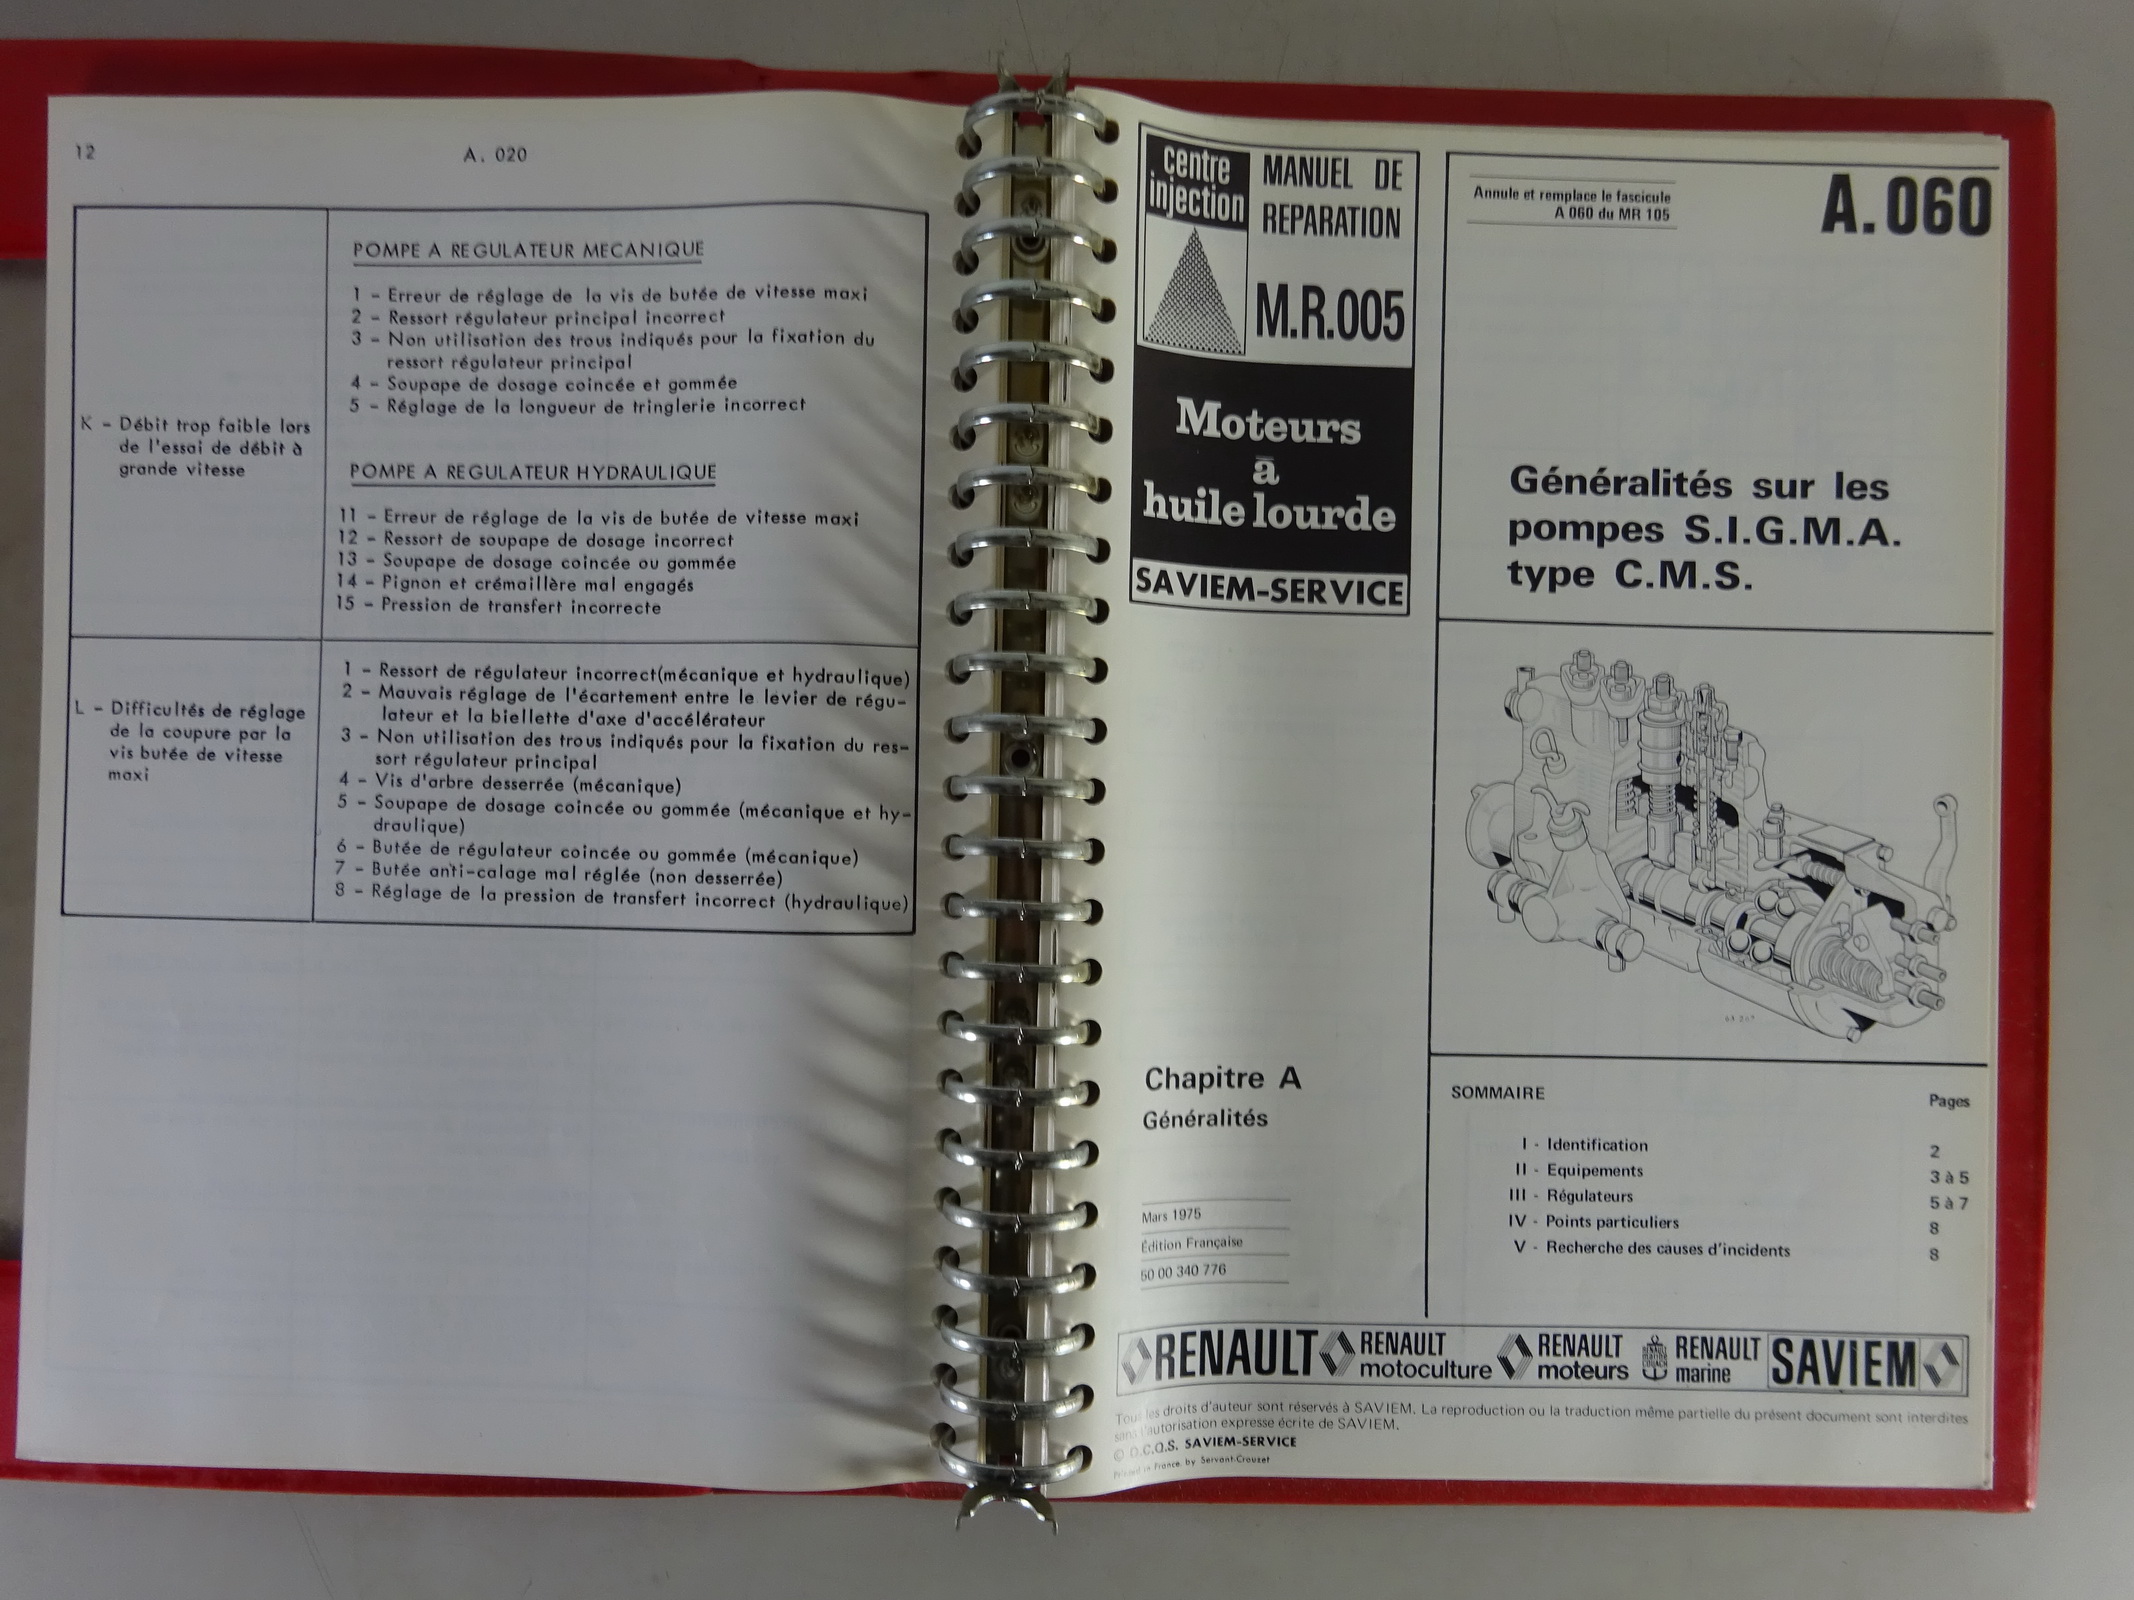 12
A. 020
K - Débit trop faible lors
de l'essai de débit à
grande vitesse
POMPE A REGULATEUR MECANIQUE
1 - Erreur de réglage de la vis de butée de vitesse maxi
2 - Ressort régulateur principal incorrect
3 - Non utilisation des trous indiqués pour la fixation du
ressort régulateur principal
4 - Soupape de dosage coincée et gommée
5 - Réglage de la longueur de tringlerie incorrect
POMPE A REGULATEUR HYDRAULIQUE
11 - Erreur de réglage de la vis de butée de vitesse maxi
12 - Ressort de soupape de dosage incorrect
13 - Soupape de dosage coincée ou gommée
14 - Pignon et crémaillère mal engagés
15 - Pression de transfert incorrecte
L - Difficultés de réglage
de la coupure par la
vis butée de vitesse
maxi
1 - Ressort de régulateur incorrect(mécanique et hydraulique)
2 - Mauvais réglage de l'écartement entre le levier de régu-
lateur et la biellette d'axe d'accélérateur
3 - Non utilisation des trous indiqués pour la fixation du res-
sort régulateur principal
4 - Vis d'arbre desserrée (mécanique)
5 - Soupape de dosage coincée ou gommée (mécanique et hy-
draulique)
6 - Butée de régulateur coincée ou gommée (mécanique)
7 - Butée anti-calage mal réglée (non desserrée)
8 - Réglage de la pression de transfert incorrect (hydraulique)
centre
injection
MANUEL DE
REPARATION
M.R.005
Moteurs
à
huile lourde
SAVIEM-SERVICE
Annule et remplace le fascicule
A 060 du MR 105
A.060
Généralités sur les
pompes S.I.G.M.A.
type C.M.S.
Chapitre A
Généralités
Mars 1975
Édition Française
50 00 340 776
SOMMAIRE
Pages
I - Identification 2
II - Equipements 3 à 5
III - Régulateurs 5 à 7
IV - Points particuliers 8
V - Recherche des causes d'incidents 8
RENAULT RENAULT motoculture RENAULT moteurs RENAULT marine SAVIEM
Tous les droits d'auteur sont réservés à SAVIEM. La reproduction ou la traduction même partielle du présent document sont interdites
sans l'autorisation expresse écrite de SAVIEM.
© D.C.Q.S. SAVIEM-SERVICE
Printed in France by Servant-Crouzet